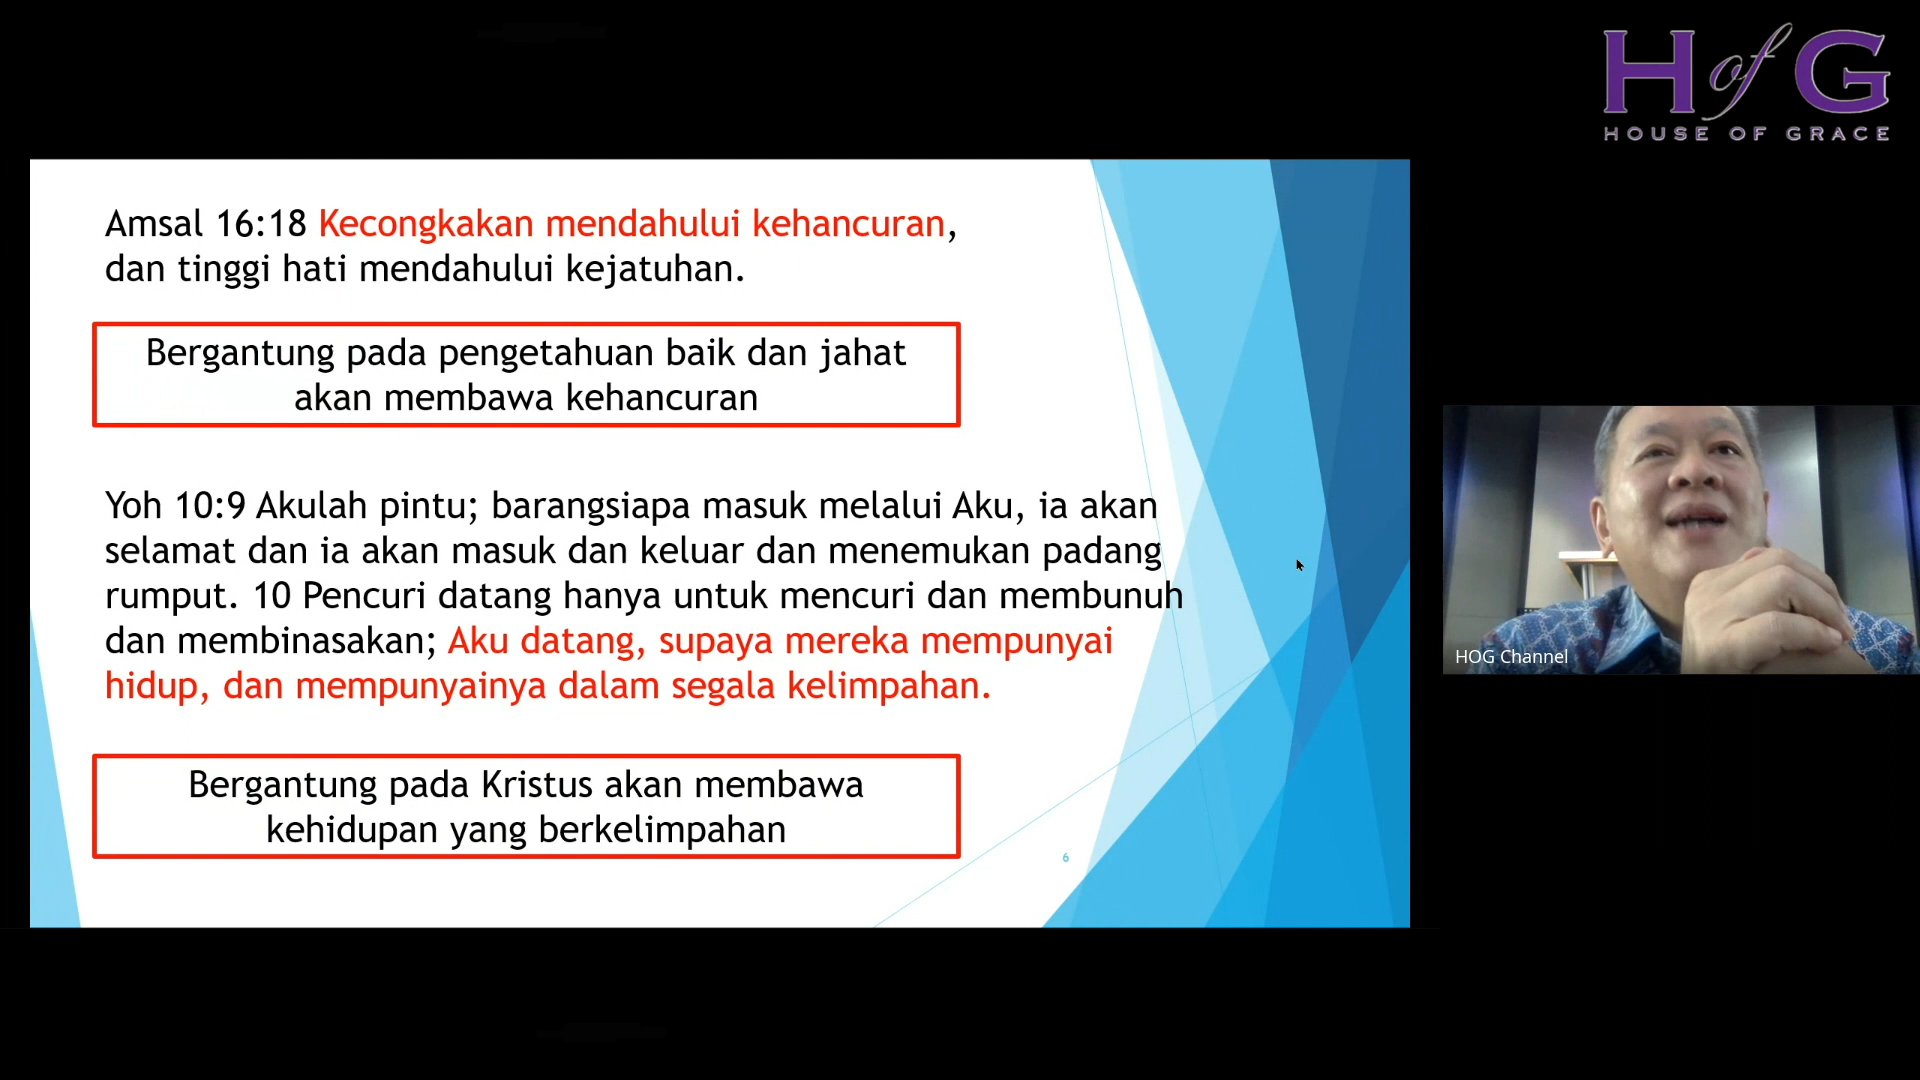 H of G
HOUSE OF GRACE
Amsal 16:18 Kecongkakan mendahului kehancuran,
dan tinggi hati mendahului kejatuhan.
Bergantung pada pengetahuan baik dan jahat
akan membawa kehancuran
Yoh 10:9 Akulah pintu; barangsiapa masuk melalui Aku, ia akan
selamat dan ia akan masuk dan keluar dan menemukan padang
rumput. 10 Pencuri datang hanya untuk mencuri dan membunuh
dan membinasakan; Aku datang, supaya mereka mempunyai
hidup, dan mempunyainya dalam segala kelimpahan.
Bergantung pada Kristus akan membawa
kehidupan yang berkelimpahan
6
HOG Channel